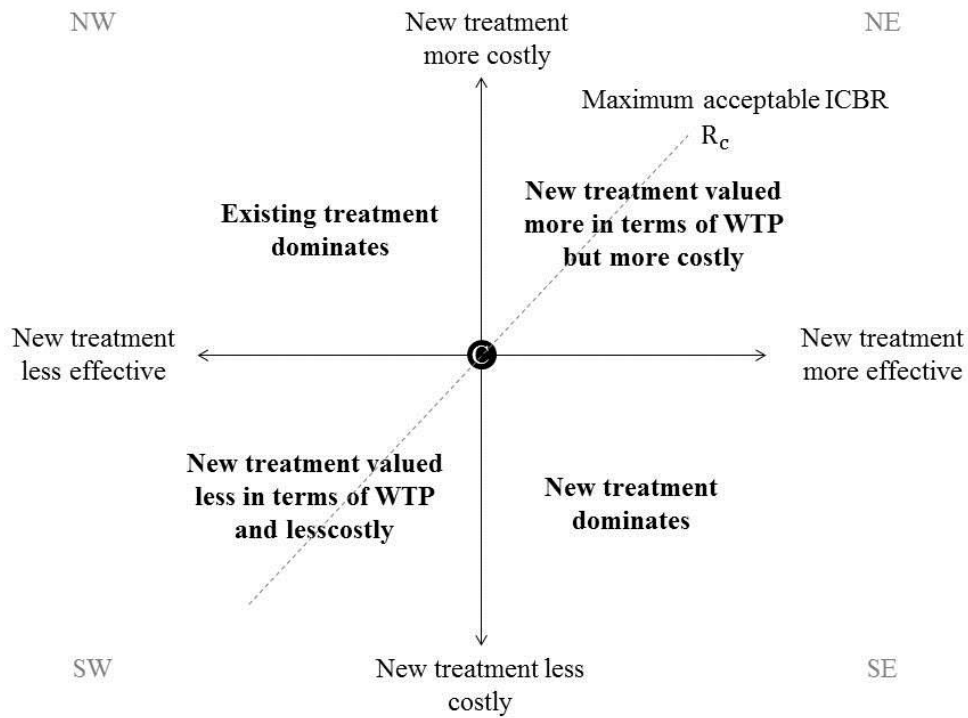 NW
New treatment
more costly
NE
Maximum acceptable ICBR
Rc
Existing treatment
dominates
New treatment valued
more in terms of WTP
but more costly
New treatment
less effective
C
New treatment
more effective
New treatment valued
less in terms of WTP
and lesscostly
New treatment
dominates
SW
New treatment less
costly
SE